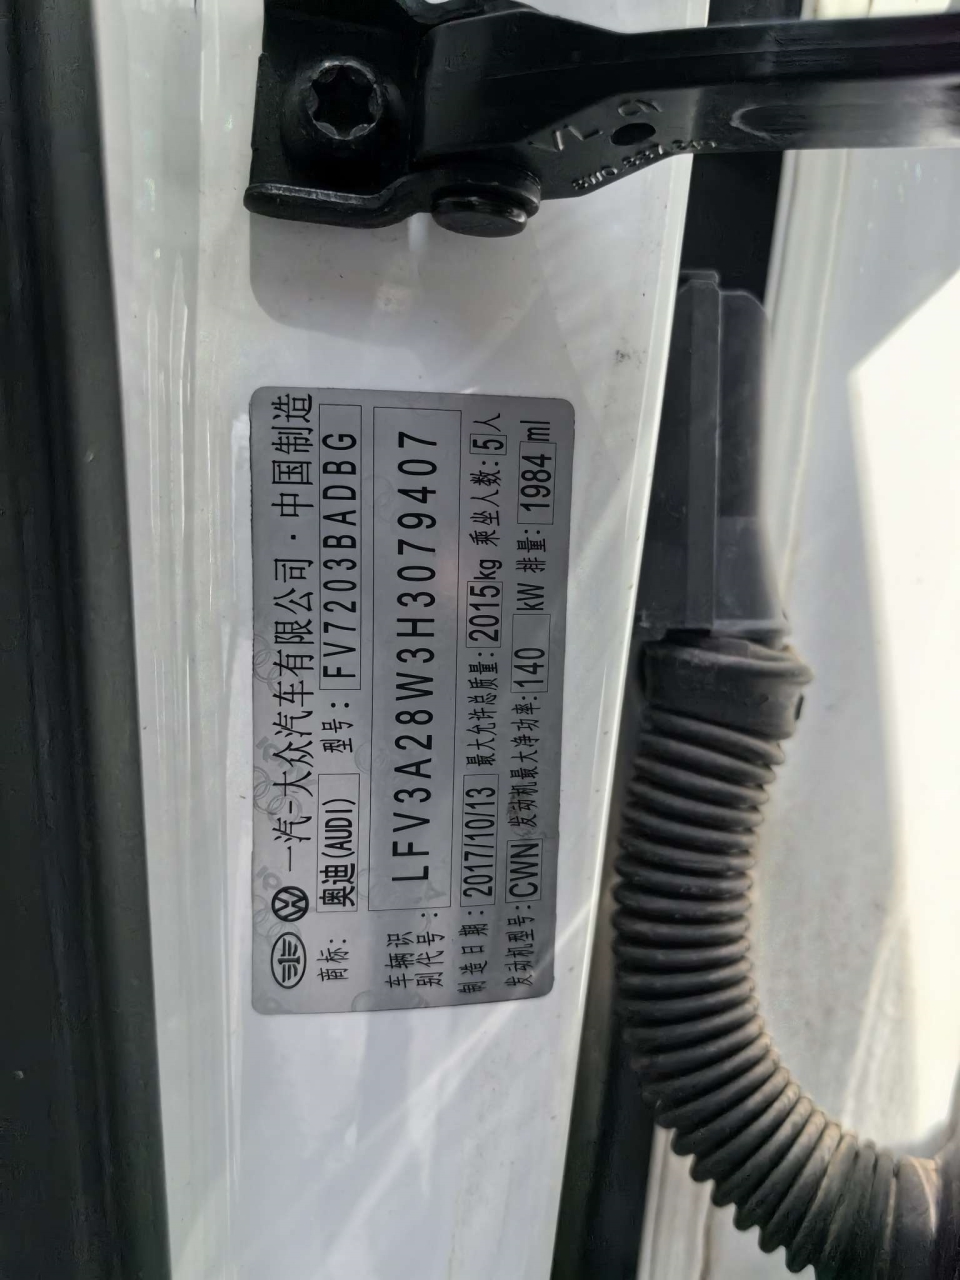 一汽-大众汽车有限公司·中国制造
商标: 奥迪(AUDI) 型号: FV7203BADBG
车辆识
别代号: LFV3A28W3H3079407
制造日期: 2017/10/13 最大允许总质量: 2015kg 乘坐人数: 5人
发动机型号: CWN 发动机最大净功率: 140 kW 排量: 1984ml